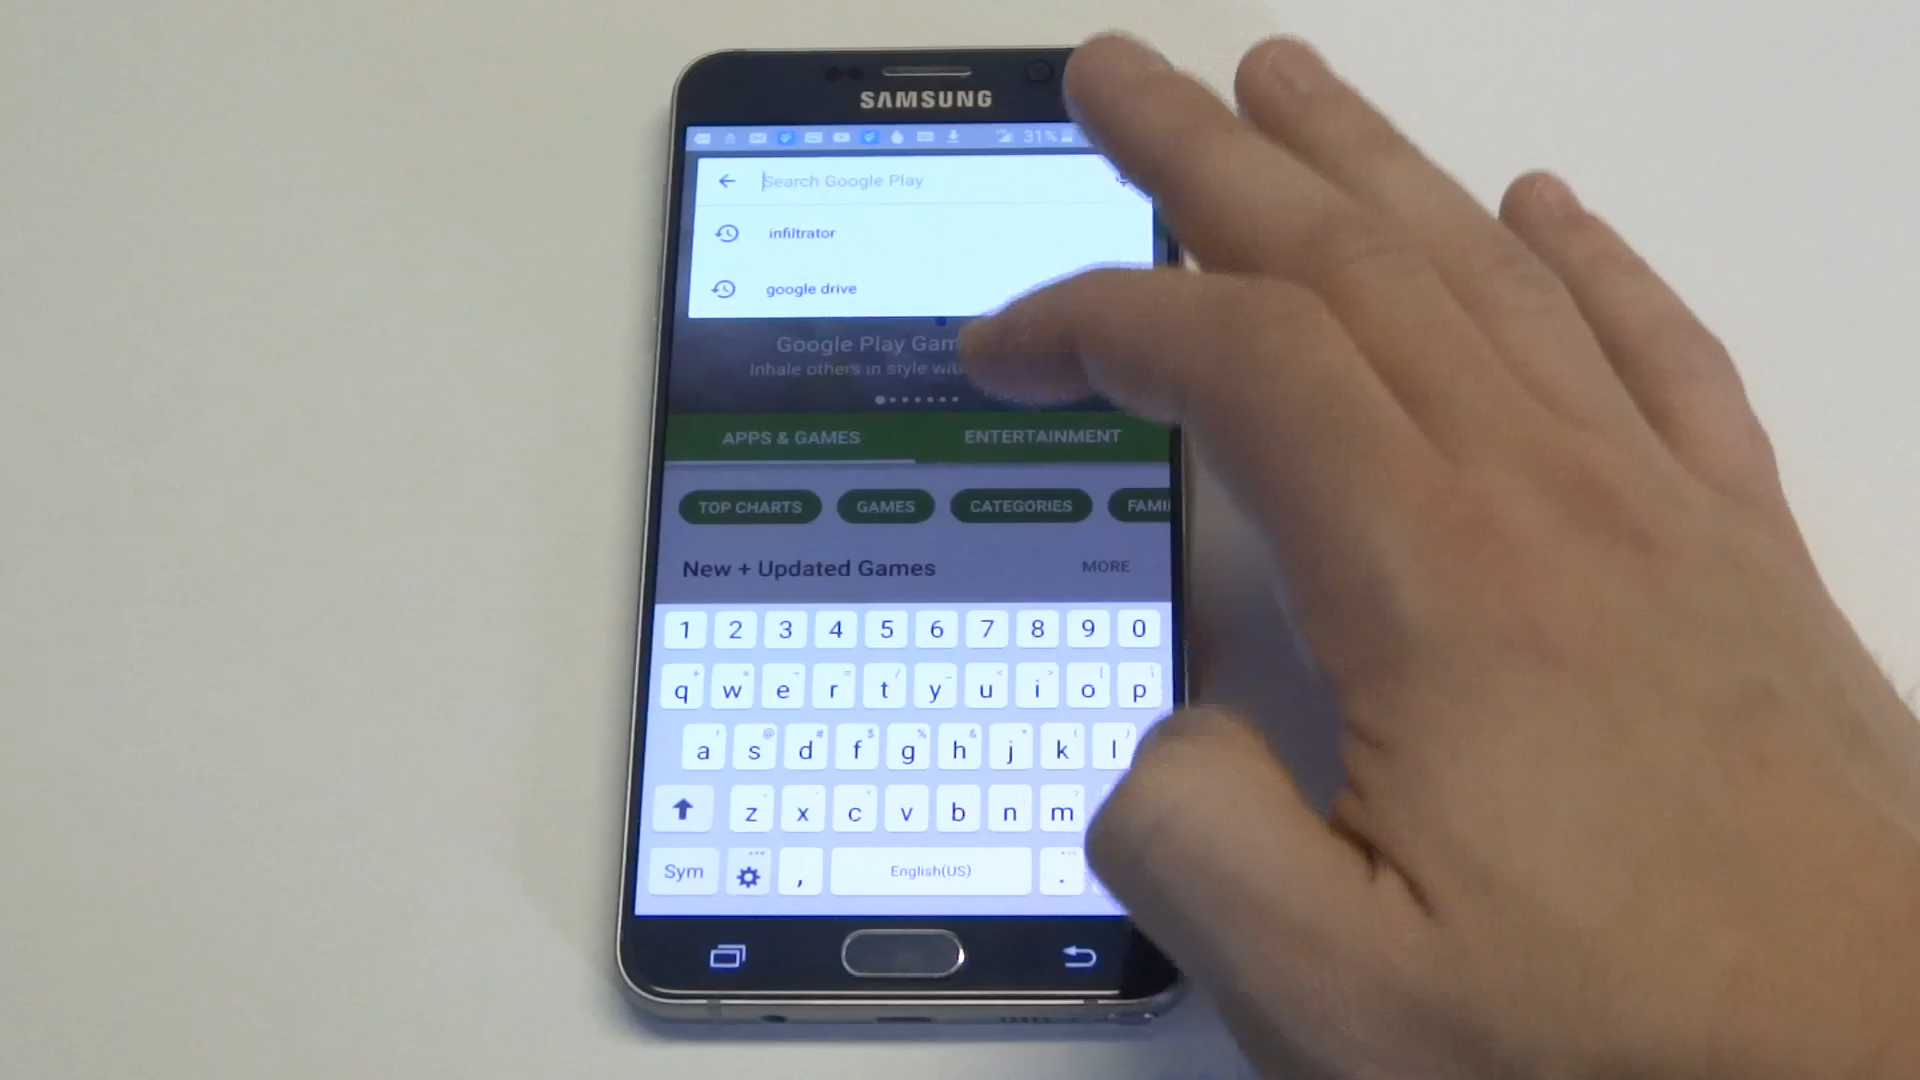 SAMSUNG
31%
Search Google Play
infiltrator
google drive
Google Play Gam
Inhale others in style wit
APPS & GAMES ENTERTAINMENT
TOP CHARTS GAMES CATEGORIES FAMI
New + Updated Games MORE
1 2 3 4 5 6 7 8 9 0
q w e r t y u i o p
a s d f g h j k l
z x c v b n m
Sym , English(US) .